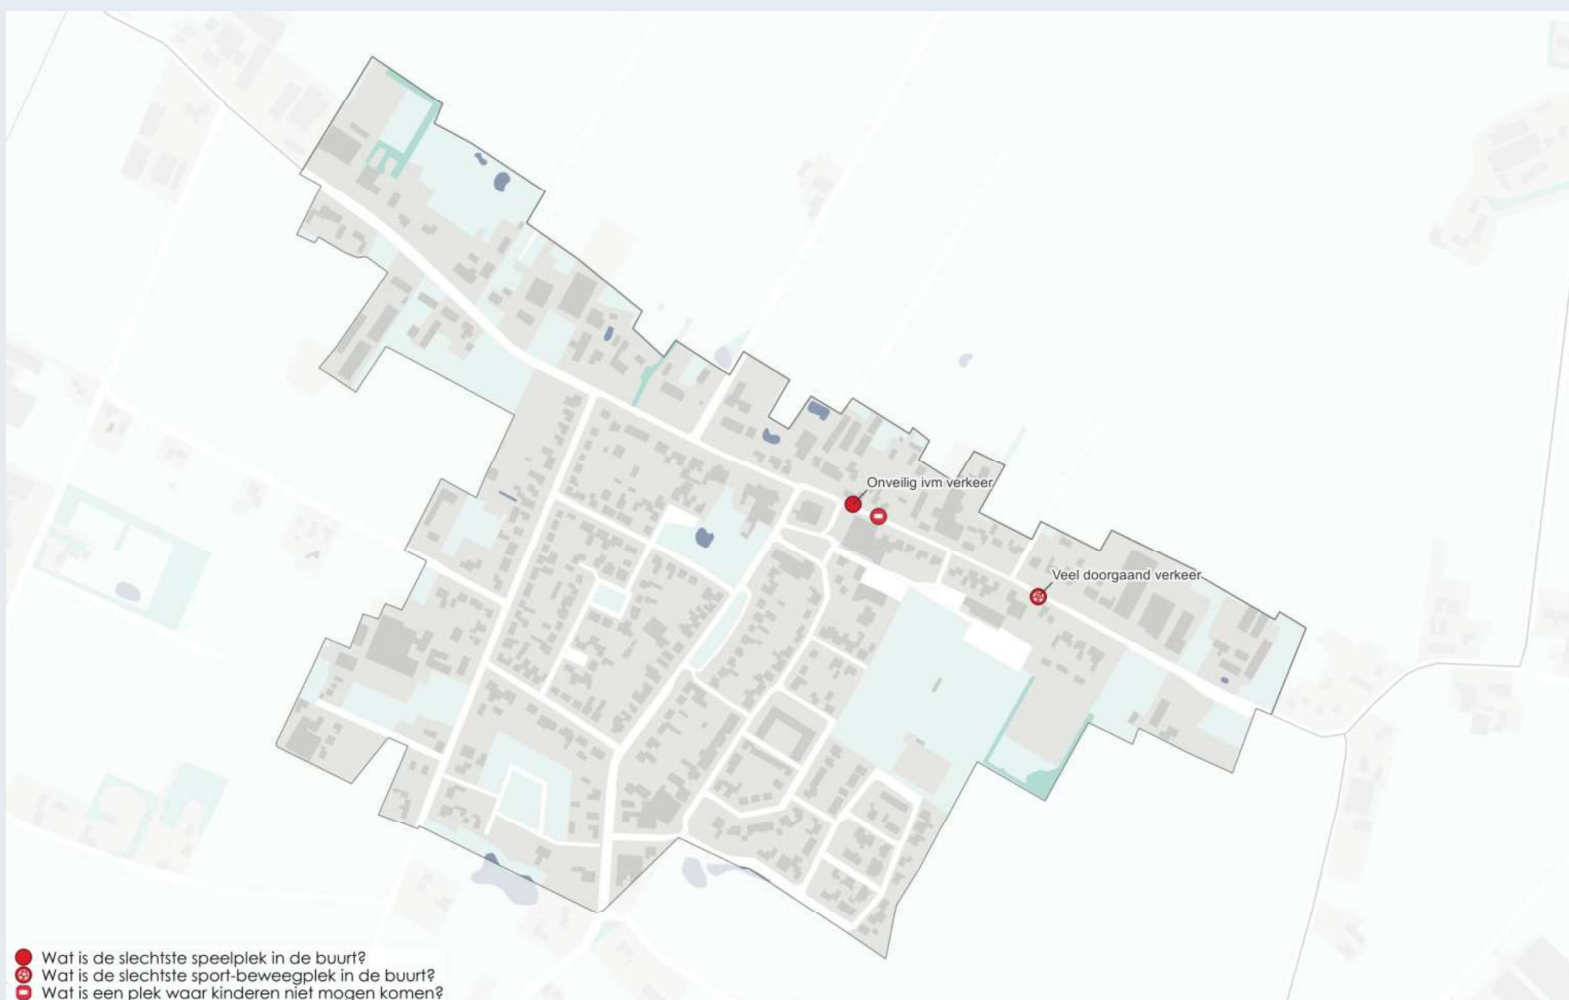 Onveilig ivm verkeer
Veel doorgaand verkeer
Wat is de slechtste speelplek in de buurt?
Wat is de slechtste sport-beweegplek in de buurt?
Wat is een plek waar kinderen niet mogen komen?